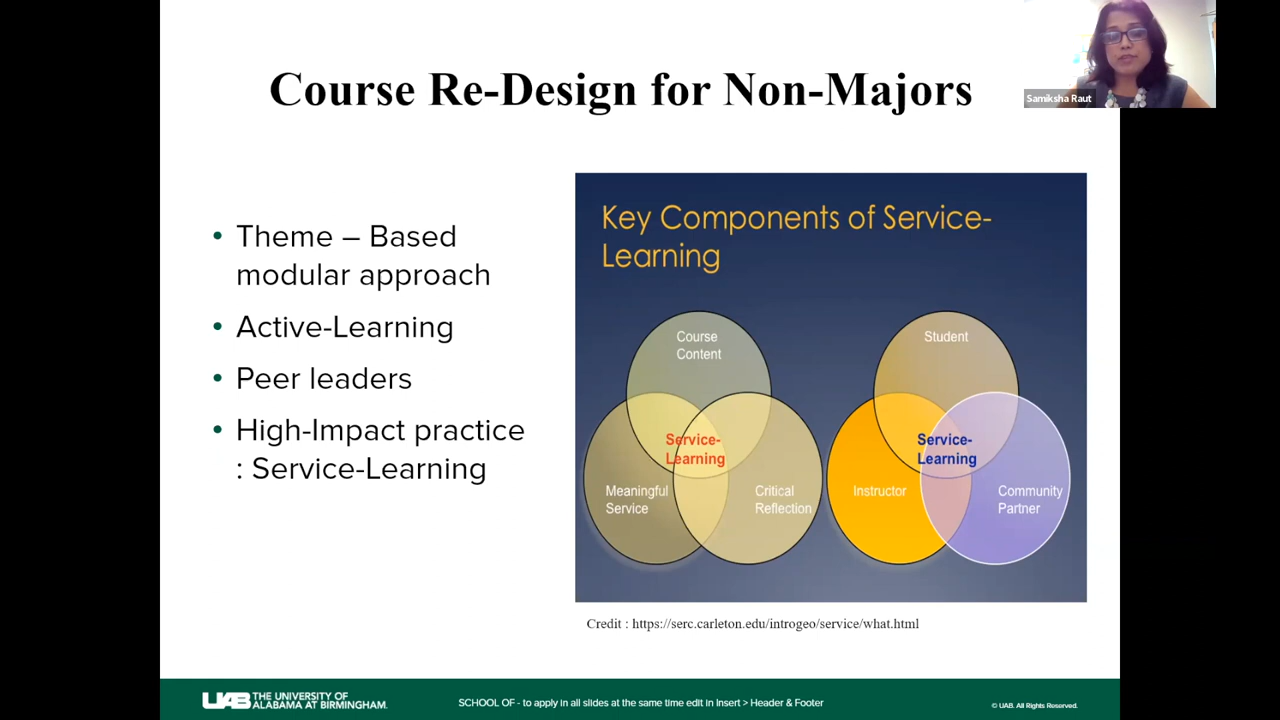 Course Re-Design for Non-Majors
Samiksha Raut
• Theme – Based
modular approach
• Active-Learning
• Peer leaders
• High-Impact practice
: Service-Learning
Key Components of Service-
Learning
Course
Content
Service-
Learning
Meaningful
Service
Critical
Reflection
Student
Service-
Learning
Instructor
Community
Partner
Credit : https://serc.carleton.edu/introgeo/service/what.html
UAB THE UNIVERSITY OF
ALABAMA AT BIRMINGHAM.
SCHOOL OF - to apply in all slides at the same time edit in Insert > Header & Footer
© UAB. All Rights Reserved.